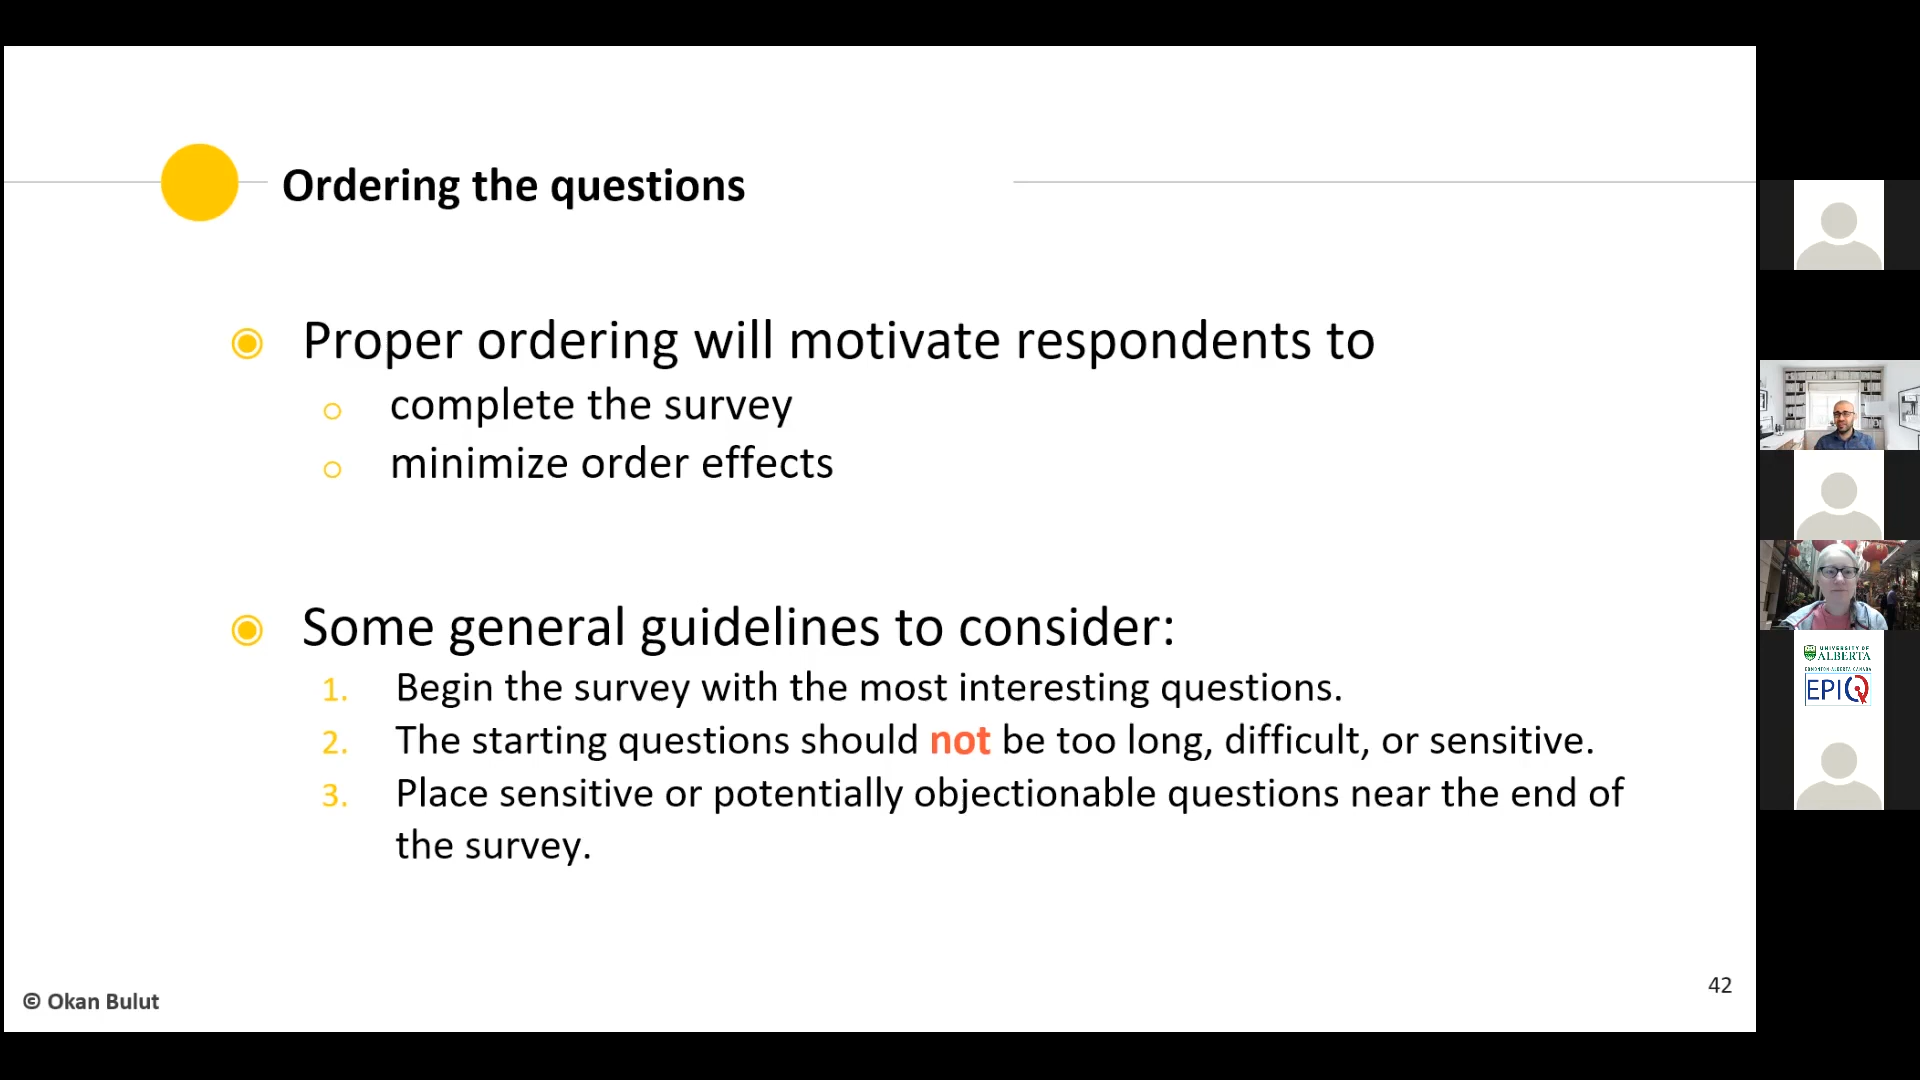 Ordering the questions
Proper ordering will motivate respondents to
complete the survey
minimize order effects
Some general guidelines to consider:
1. Begin the survey with the most interesting questions.
2. The starting questions should not be too long, difficult, or sensitive.
3. Place sensitive or potentially objectionable questions near the end of
the survey.
© Okan Bulut
42
UNIVERSITY OF
ALBERTA
EDMONTON ALBERTA CANADA
EPIQ